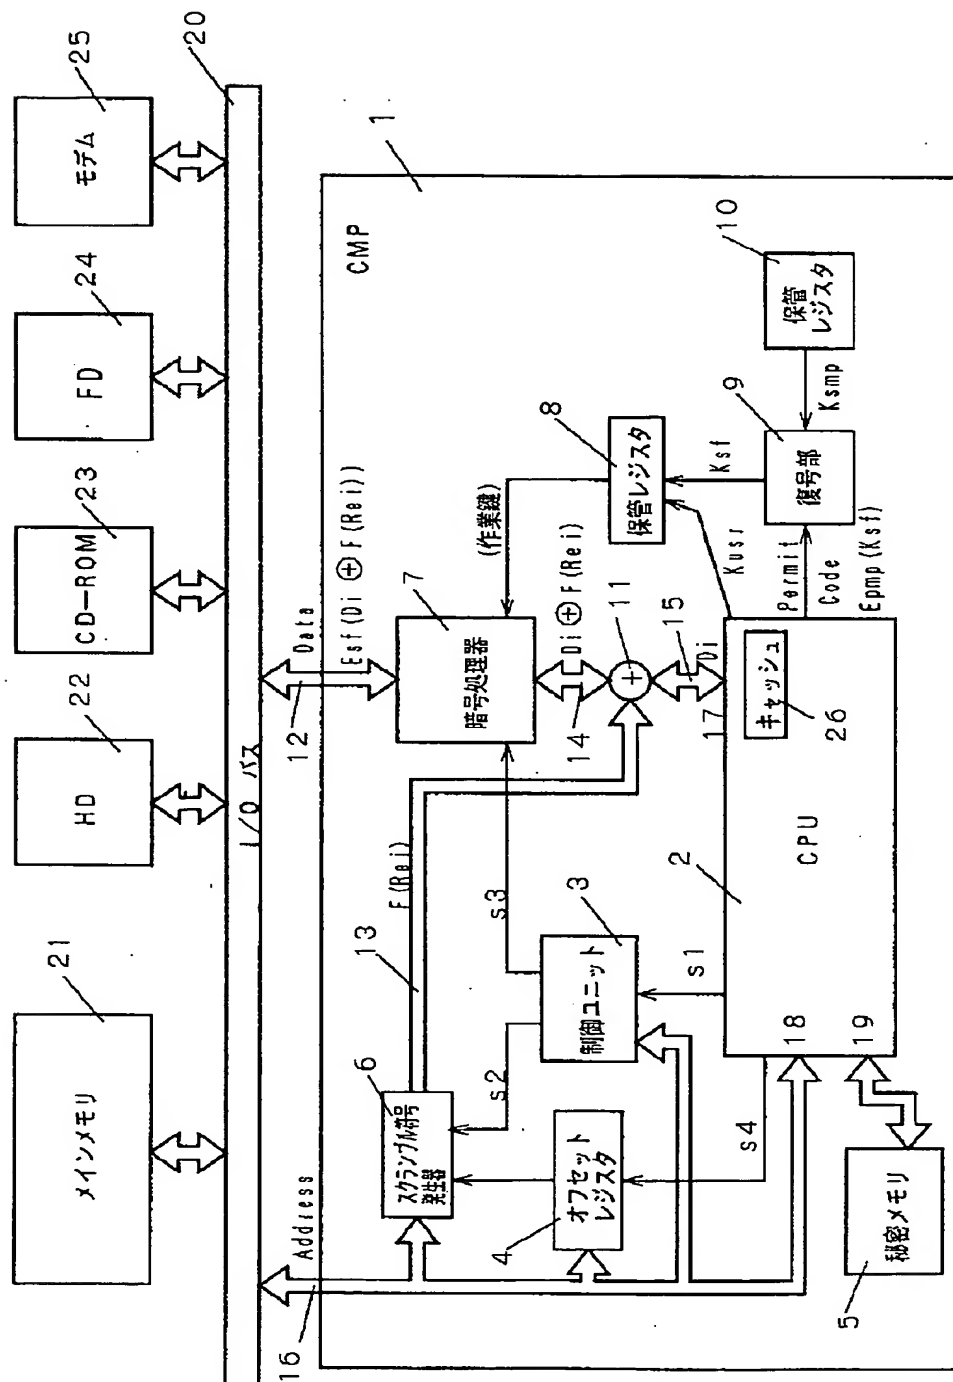 メインメモリ
21
HD
22
CD—ROM
23
FD
24
モデム
25
20
I/O バス
16
Address
12
Data
Esf(Di⊕F(Rei))
CMP
1
スクランブル符号
発生器
6
13
F(Rei)
暗号処理器
7
(作業鍵)
14
Di⊕F(Rei)
11
15
Di
保管レジスタ
8
Ksf
Kusr
復号部
9
Ksmp
保管
レジスタ
10
Permit
Code
Epmp(Ksf)
オフセット
レジスタ
4
制御ユニット
3
s1
s2
s3
s4
CPU
2
17
18
19
キャッシュ
26
秘密メモリ
5